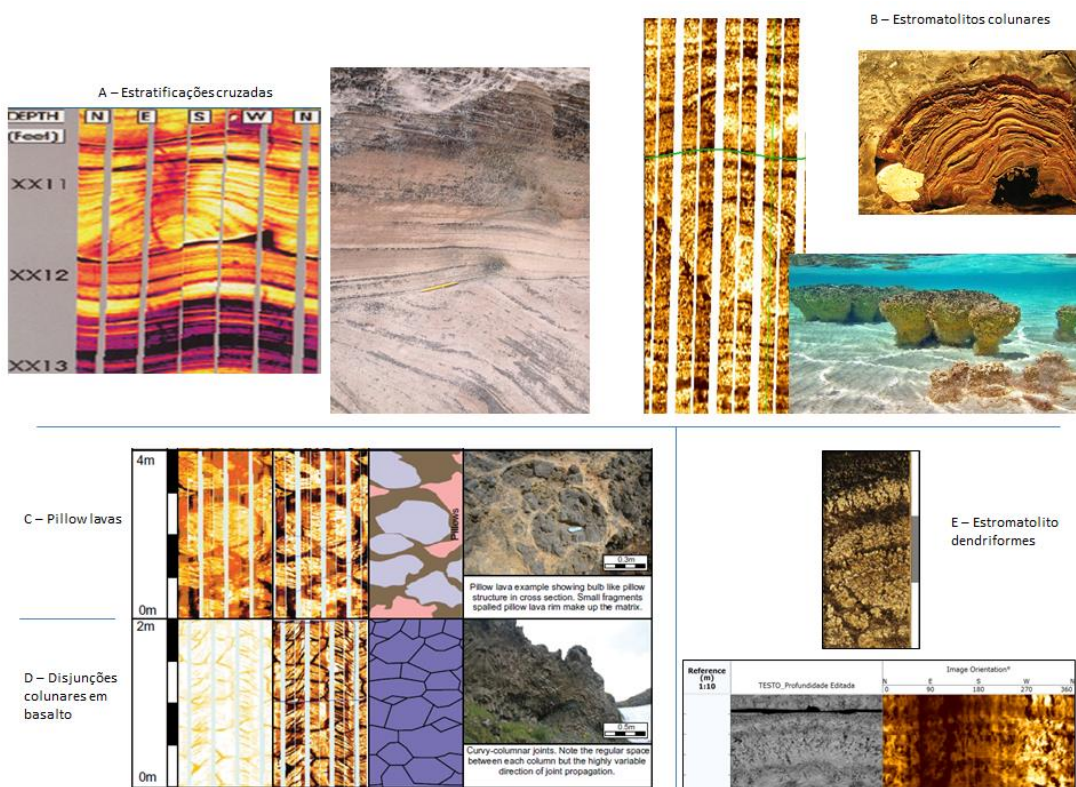 A – Estratificações cruzadas
DEPTH N E S W N
(Feet)
XX11
XX12
XX13
B – Estromatolitos colunares
C – Pillow lavas
4m
0m
Pillows
0.3m
Pillow lava example showing bulb like pillow
structure in cross section. Small fragments
spalled pillow lava rim make up the matrix.
D – Disjunções
colunares em
basalto
2m
0m
0.5m
Curvy-columnar joints. Note the regular space
between each column but the highly variable
direction of joint propagation.
E – Estromatolito
dendriformes
Reference
(m)
1:10
TESTO_Profundidade Editada
Image Orientation°
N E S W N
0 90 180 270 360